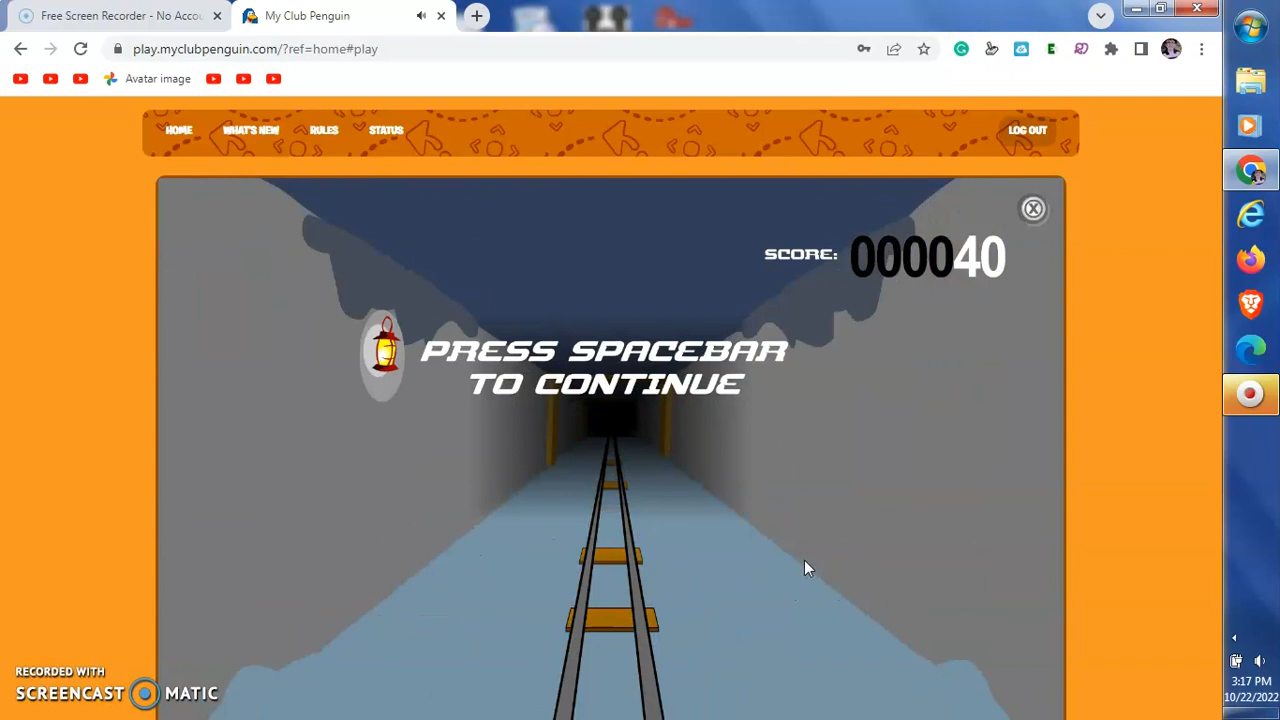 Free Screen Recorder - No Accou
My Club Penguin
play.myclubpenguin.com/?ref=home#play
Avatar image
HOME WHAT'S NEW RULES STATUS LOG OUT
SCORE: 000040
PRESS SPACEBAR
TO CONTINUE
RECORDED WITH
SCREENCAST MATIC
3:17 PM
10/22/2022